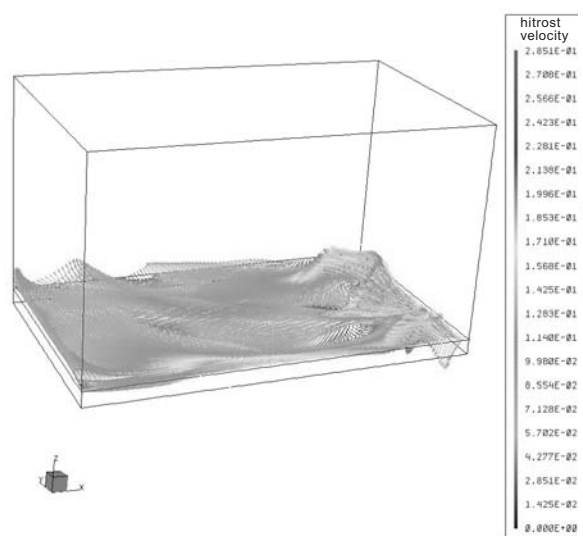 hitrost
velocity
2.851E-01
2.708E-01
2.566E-01
2.423E-01
2.281E-01
2.138E-01
1.996E-01
1.853E-01
1.710E-01
1.568E-01
1.425E-01
1.283E-01
1.140E-01
9.980E-02
8.554E-02
7.128E-02
5.702E-02
4.277E-02
2.851E-02
1.425E-02
0.000E+00
Z
Y
X